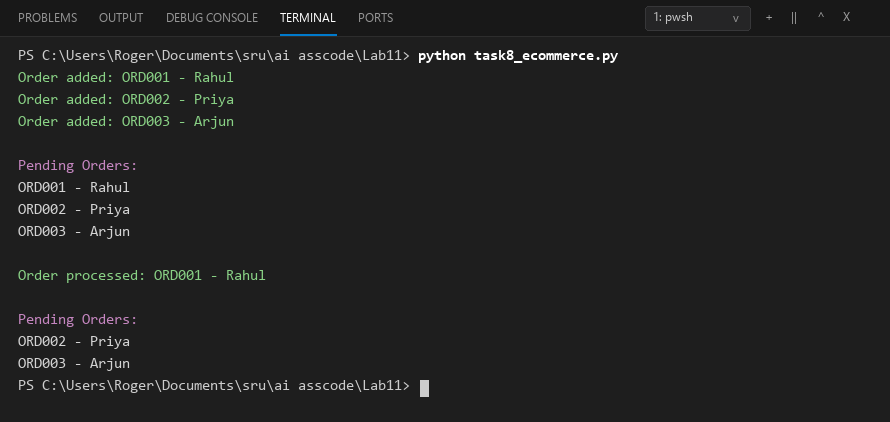 PROBLEMS OUTPUT DEBUG CONSOLE TERMINAL PORTS 1: pwsh v + || ^ X
PS C:\Users\Roger\Documents\sru\ai asscode\Lab11> python task8_ecommerce.py
Order added: ORD001 - Rahul
Order added: ORD002 - Priya
Order added: ORD003 - Arjun
Pending Orders:
ORD001 - Rahul
ORD002 - Priya
ORD003 - Arjun
Order processed: ORD001 - Rahul
Pending Orders:
ORD002 - Priya
ORD003 - Arjun
PS C:\Users\Roger\Documents\sru\ai asscode\Lab11>